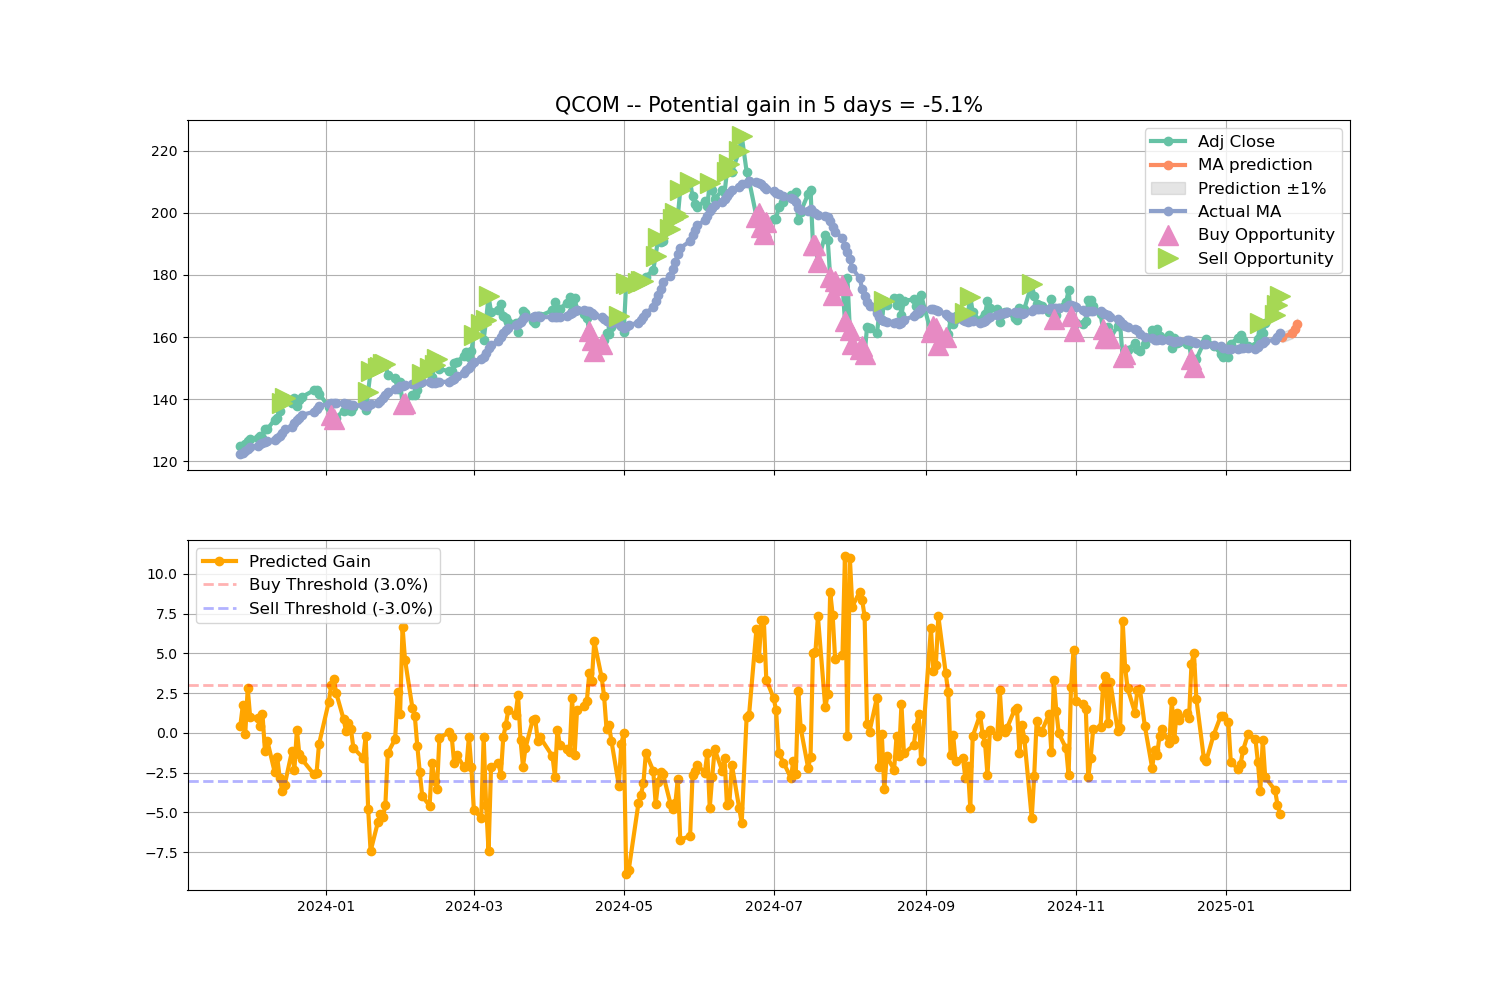 QCOM -- Potential gain in 5 days = -5.1%
220
200
180
160
140
120
Adj Close
MA prediction
Prediction ±1%
Actual MA
Buy Opportunity
Sell Opportunity
10.0
7.5
5.0
2.5
0.0
−2.5
−5.0
−7.5
Predicted Gain
Buy Threshold (3.0%)
Sell Threshold (-3.0%)
2024-01 2024-03 2024-05 2024-07 2024-09 2024-11 2025-01